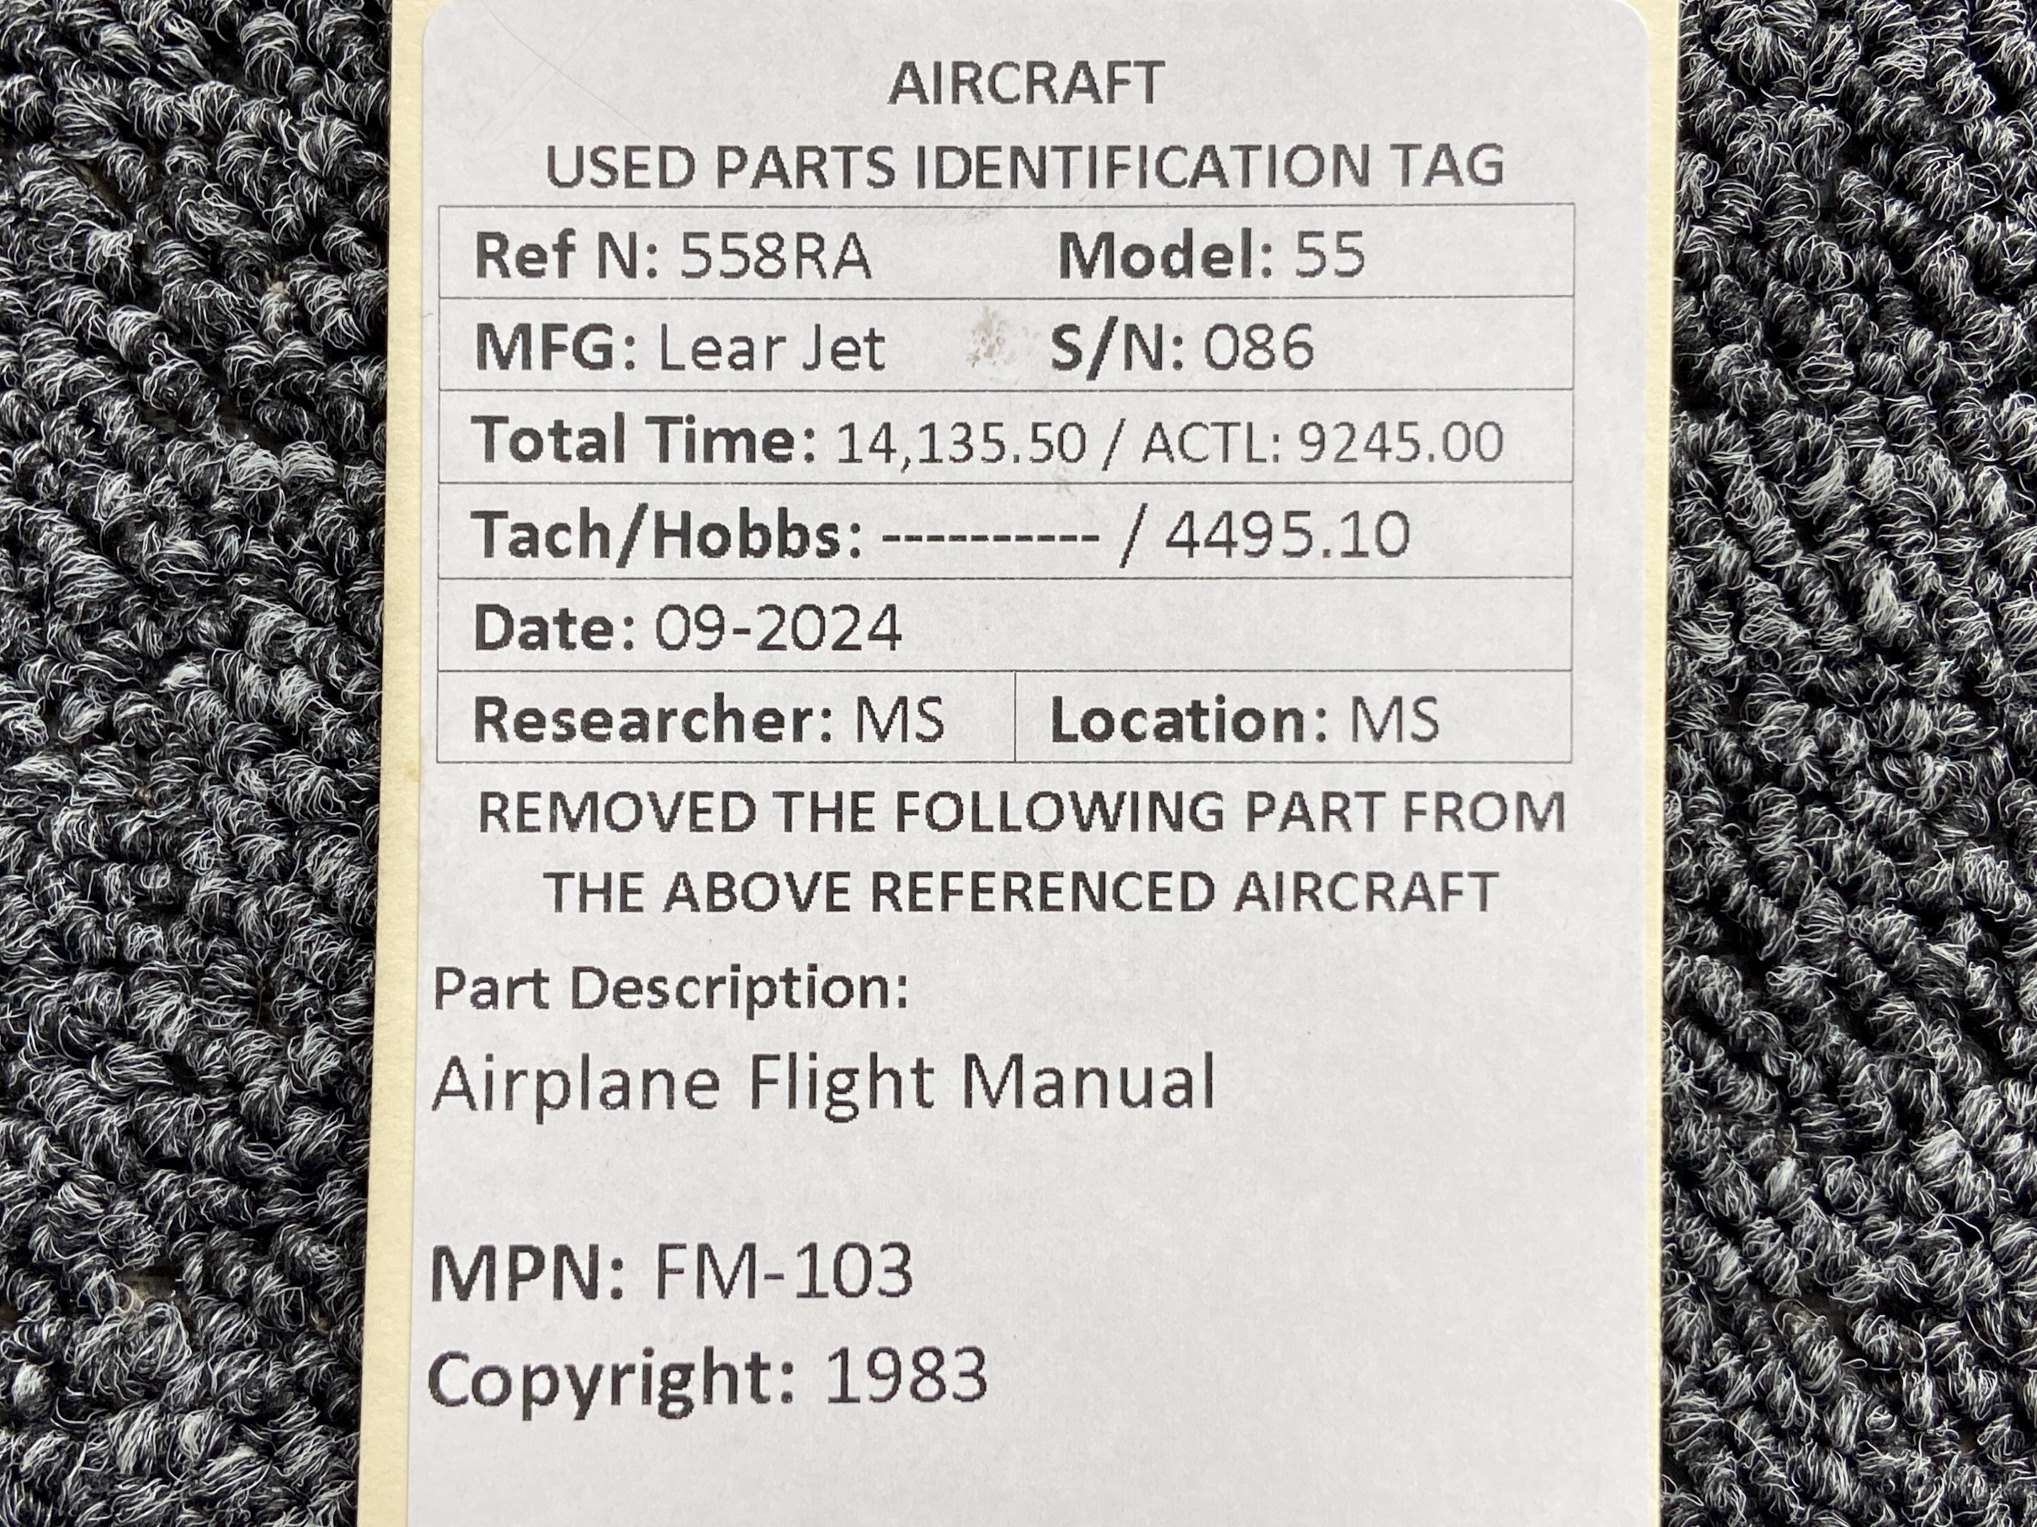 AIRCRAFT
USED PARTS IDENTIFICATION TAG
Ref N: 558RA Model: 55
MFG: Lear Jet S/N: 086
Total Time: 14,135.50 / ACTL: 9245.00
Tach/Hobbs: ---------- / 4495.10
Date: 09-2024
Researcher: MS Location: MS
REMOVED THE FOLLOWING PART FROM
THE ABOVE REFERENCED AIRCRAFT
Part Description:
Airplane Flight Manual
MPN: FM-103
Copyright: 1983